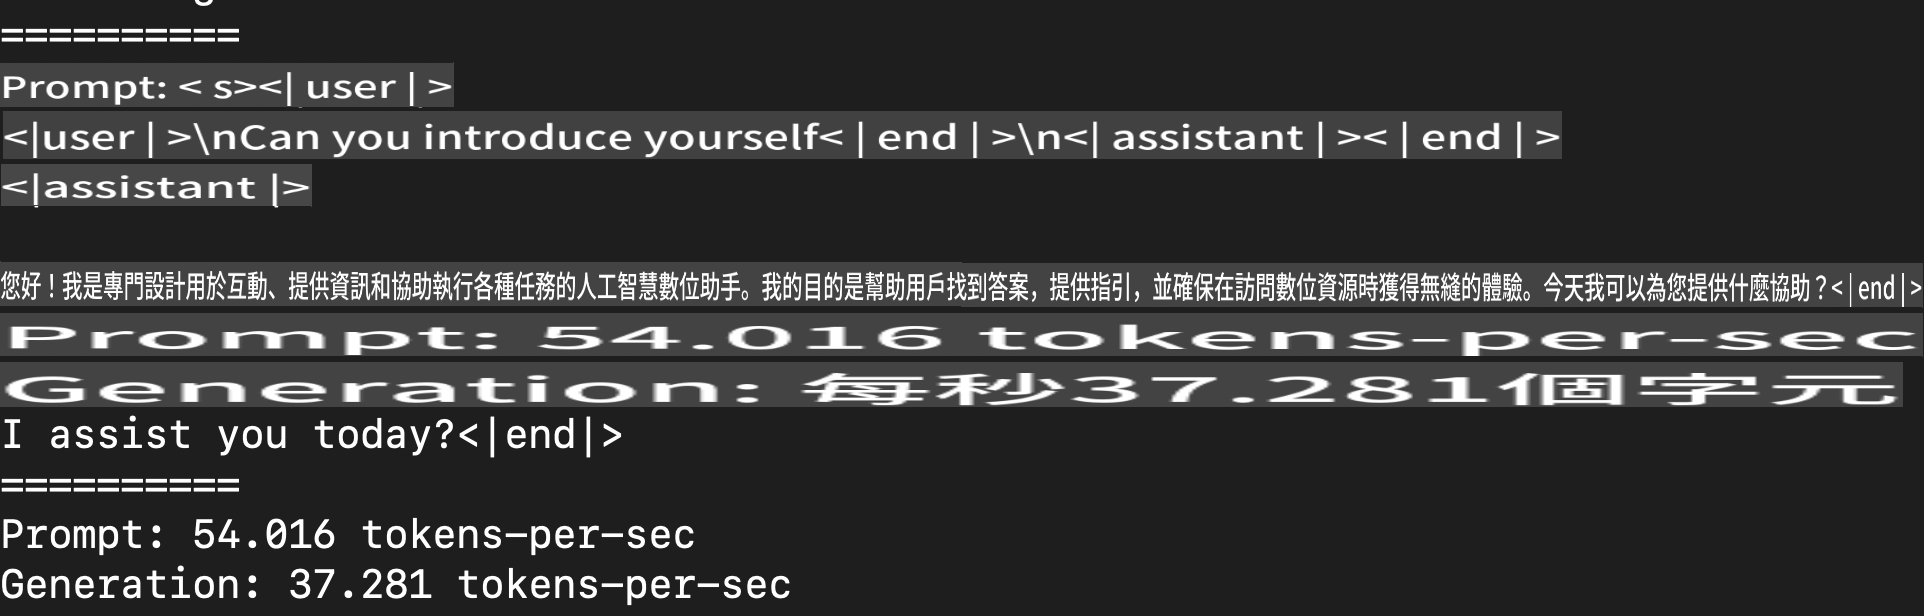 ==========
Prompt: < s><| user | >
<|user | >\nCan you introduce yourself< | end | >\n<| assistant | >< | end | >
<|assistant |>
您好！我是專門設計用於互動、提供資訊和協助執行各種任務的人工智慧數位助手。我的目的是幫助用戶找到答案，提供指引，並確保在訪問數位資源時獲得無縫的體驗。今天我可以為您提供什麼協助？<|end|>
Prompt: 54.016 tokens-per-sec
Generation: 每秒37.281個字元
I assist you today?<|end|>
==========
Prompt: 54.016 tokens-per-sec
Generation: 37.281 tokens-per-sec